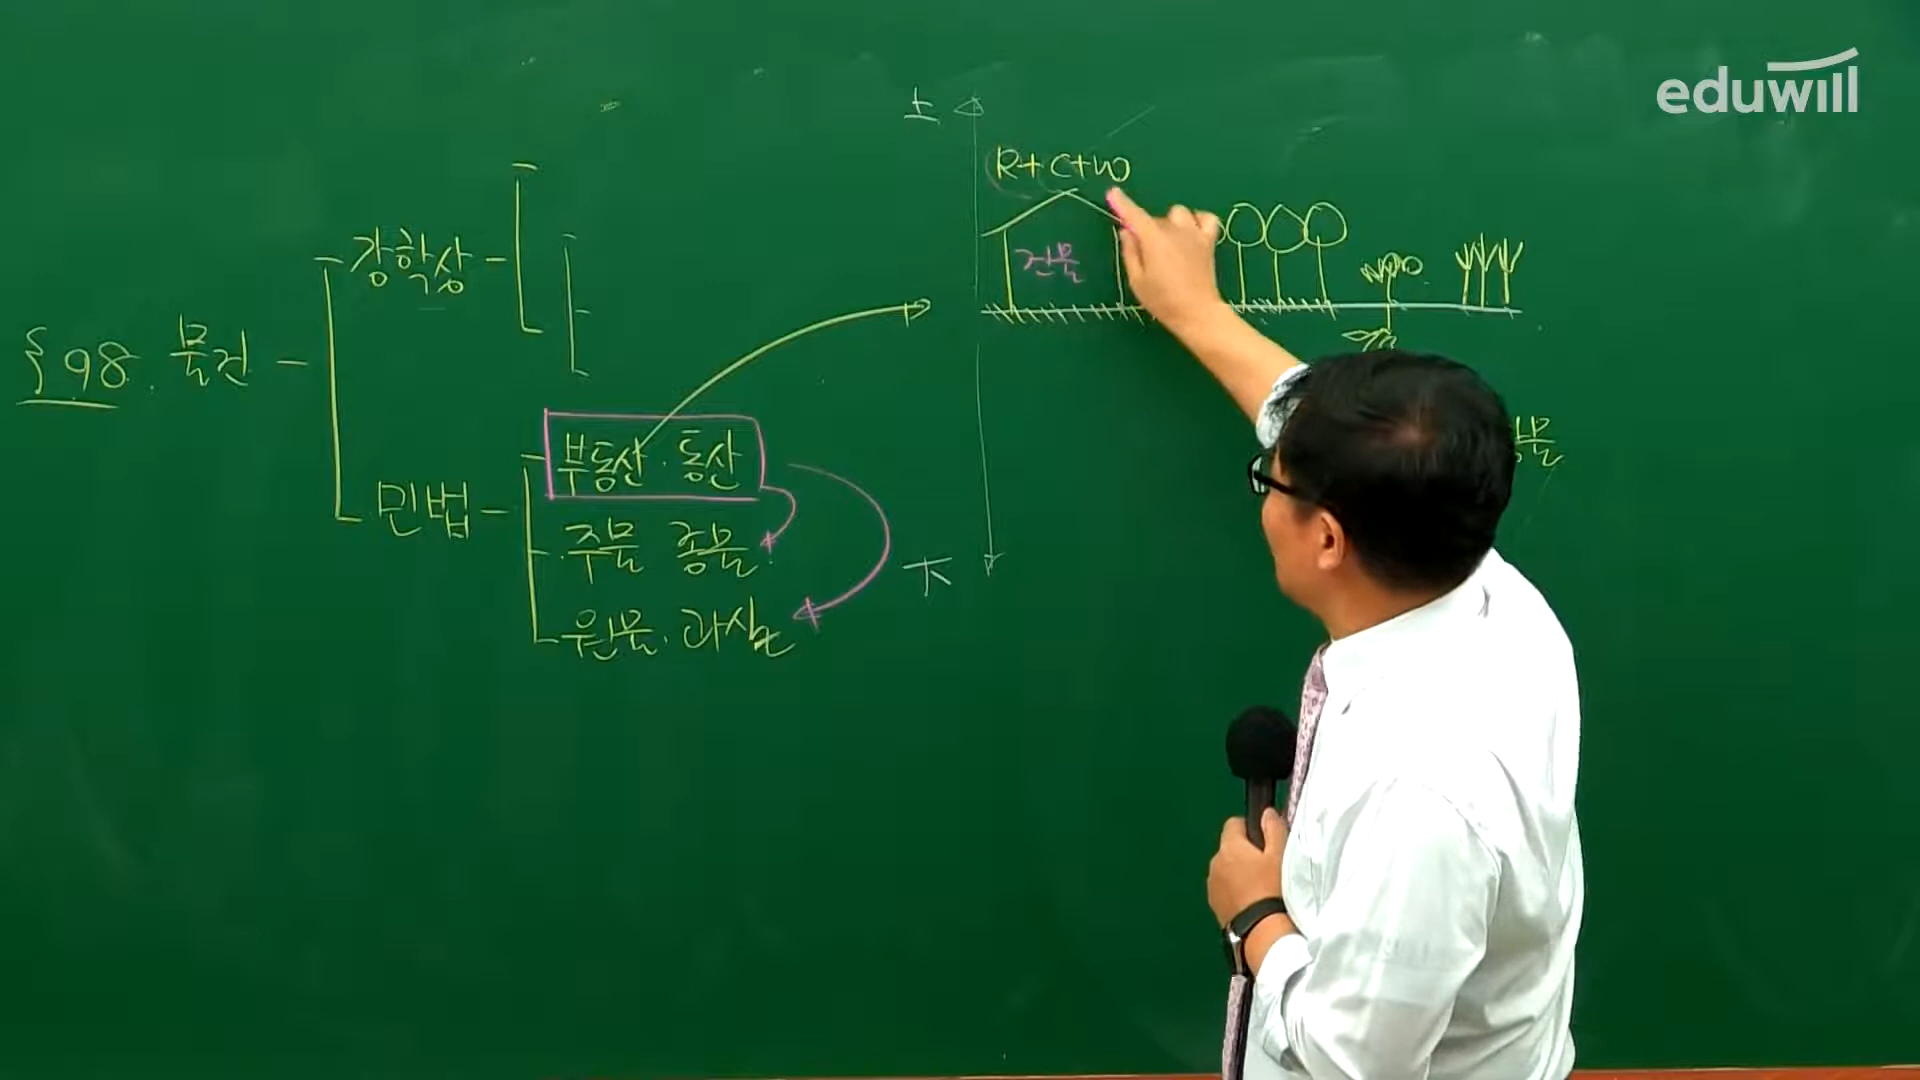 eduwill
上
R+C+W
강학상
건물
§98. 물건
부동산. 동산
물
민법
주물 종물
下
원물. 과실